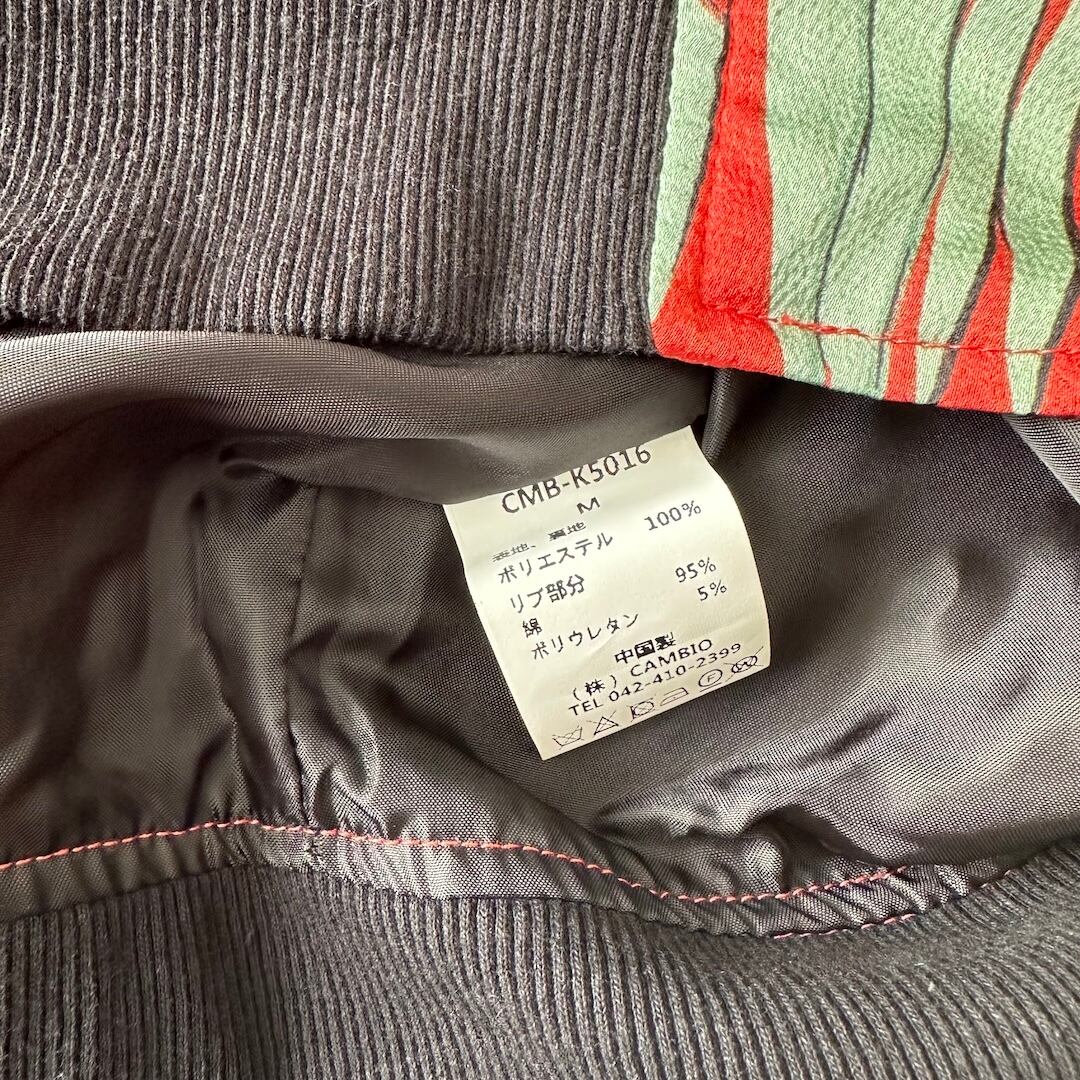 CMB-K5016
M
表地、裏地
ポリエステル 100%
リブ部分
綿 95%
ポリウレタン 5%
中国製
(株) CAMBIO
TEL 042-410-2399